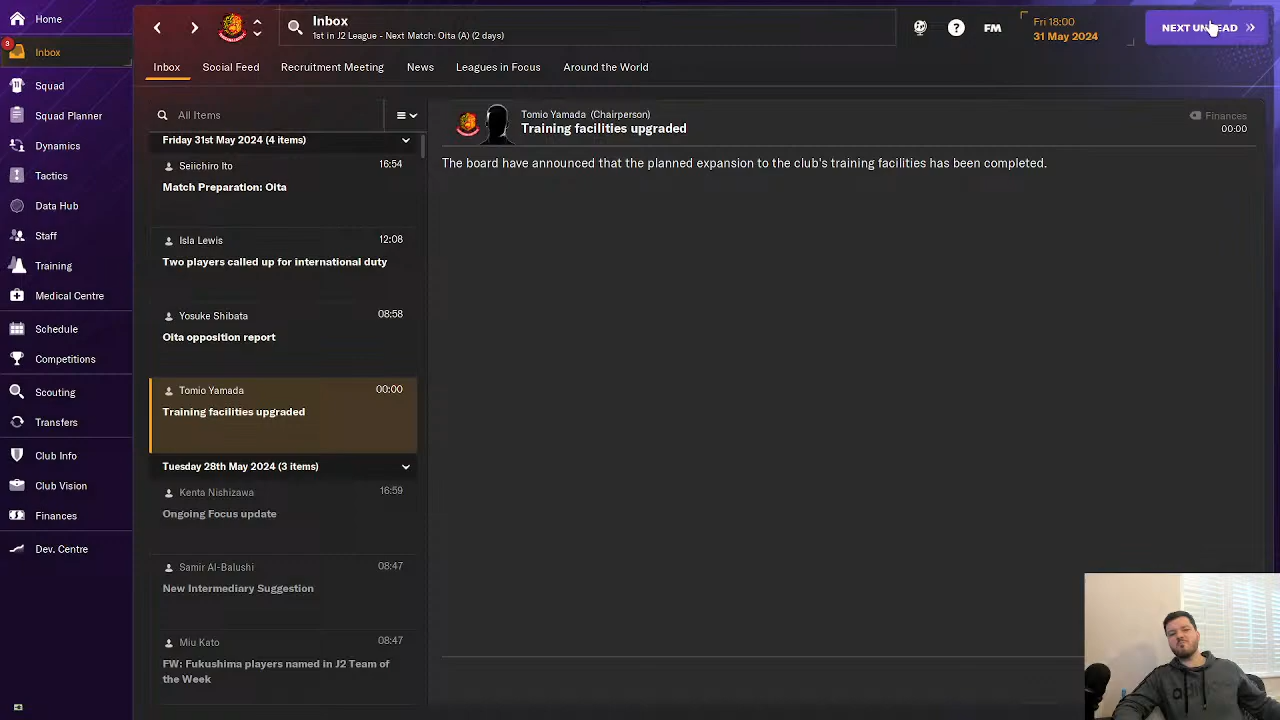 Home
Inbox
1st in J2 League - Next Match: Oita (A) (2 days)
?
FM
Fri 18:00
31 May 2024
NEXT UNREAD
3
Inbox
Squad
Squad Planner
Dynamics
Tactics
Data Hub
Staff
Training
Medical Centre
Schedule
Competitions
Scouting
Transfers
Club Info
Club Vision
Finances
Dev. Centre
Inbox
Social Feed
Recruitment Meeting
News
Leagues in Focus
Around the World
All Items
Friday 31st May 2024 (4 items)
Seiichiro Ito
16:54
Match Preparation: Oita
Isla Lewis
12:08
Two players called up for international duty
Yosuke Shibata
08:58
Oita opposition report
Tomio Yamada
00:00
Training facilities upgraded
Tuesday 28th May 2024 (3 items)
Kenta Nishizawa
16:59
Ongoing Focus update
Samir Al-Balushi
08:47
New Intermediary Suggestion
Miu Kato
08:47
FW: Fukushima players named in J2 Team of
the Week
Tomio Yamada (Chairperson)
Training facilities upgraded
Finances
00:00
The board have announced that the planned expansion to the club's training facilities has been completed.
adidas